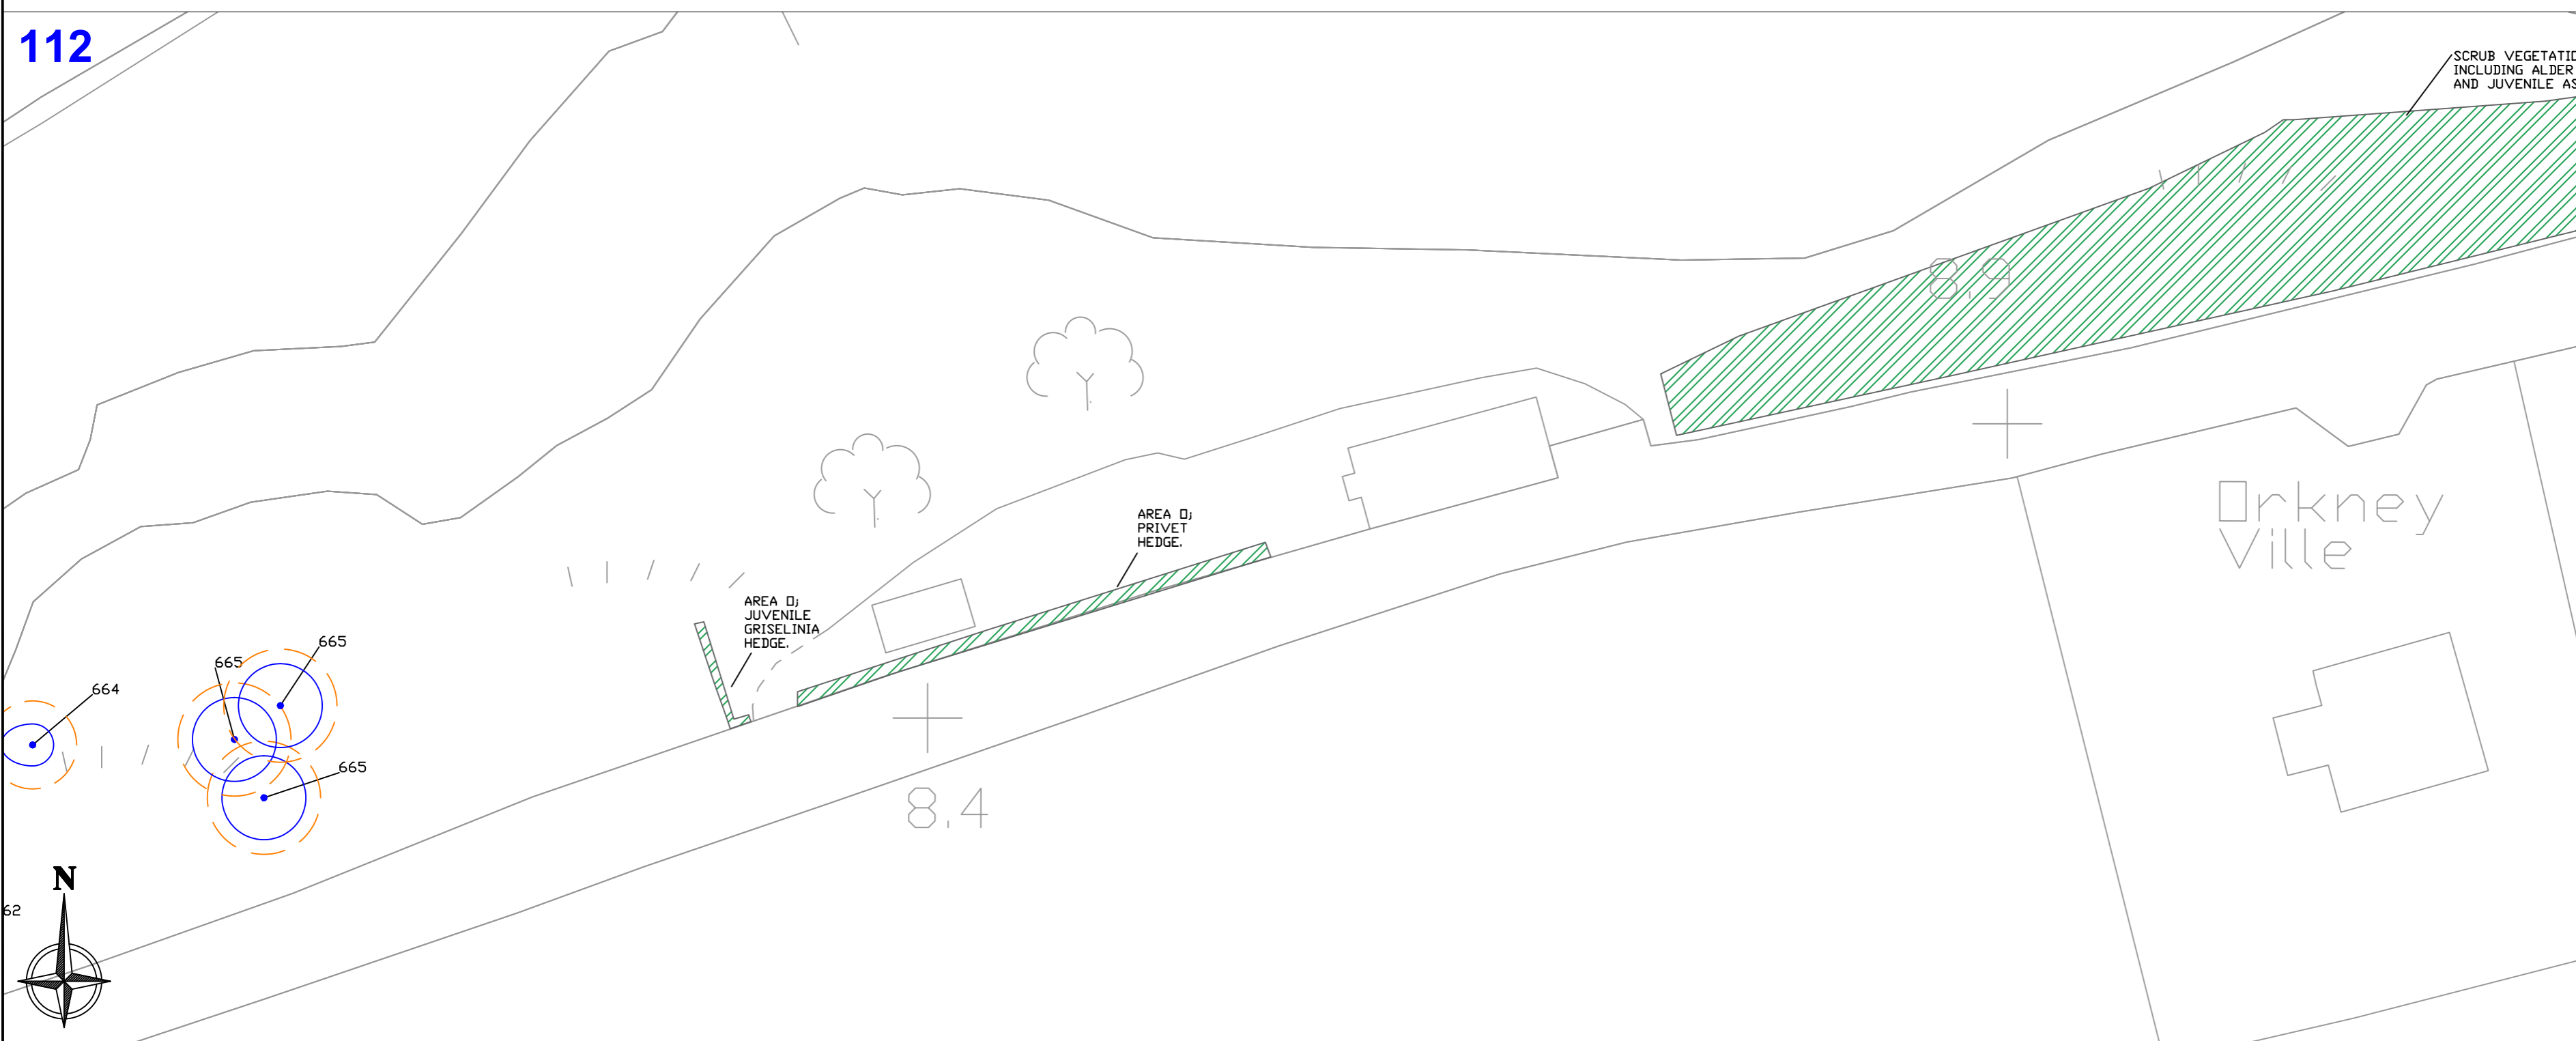 112
SCRUB VEGETATIO
INCLUDING ALDER
AND JUVENILE AS
8.9
AREA O;
PRIVET
HEDGE.
Orkney
Ville
AREA O;
JUVENILE
GRISELINIA
HEDGE.
665
665
664
665
8.4
N
62